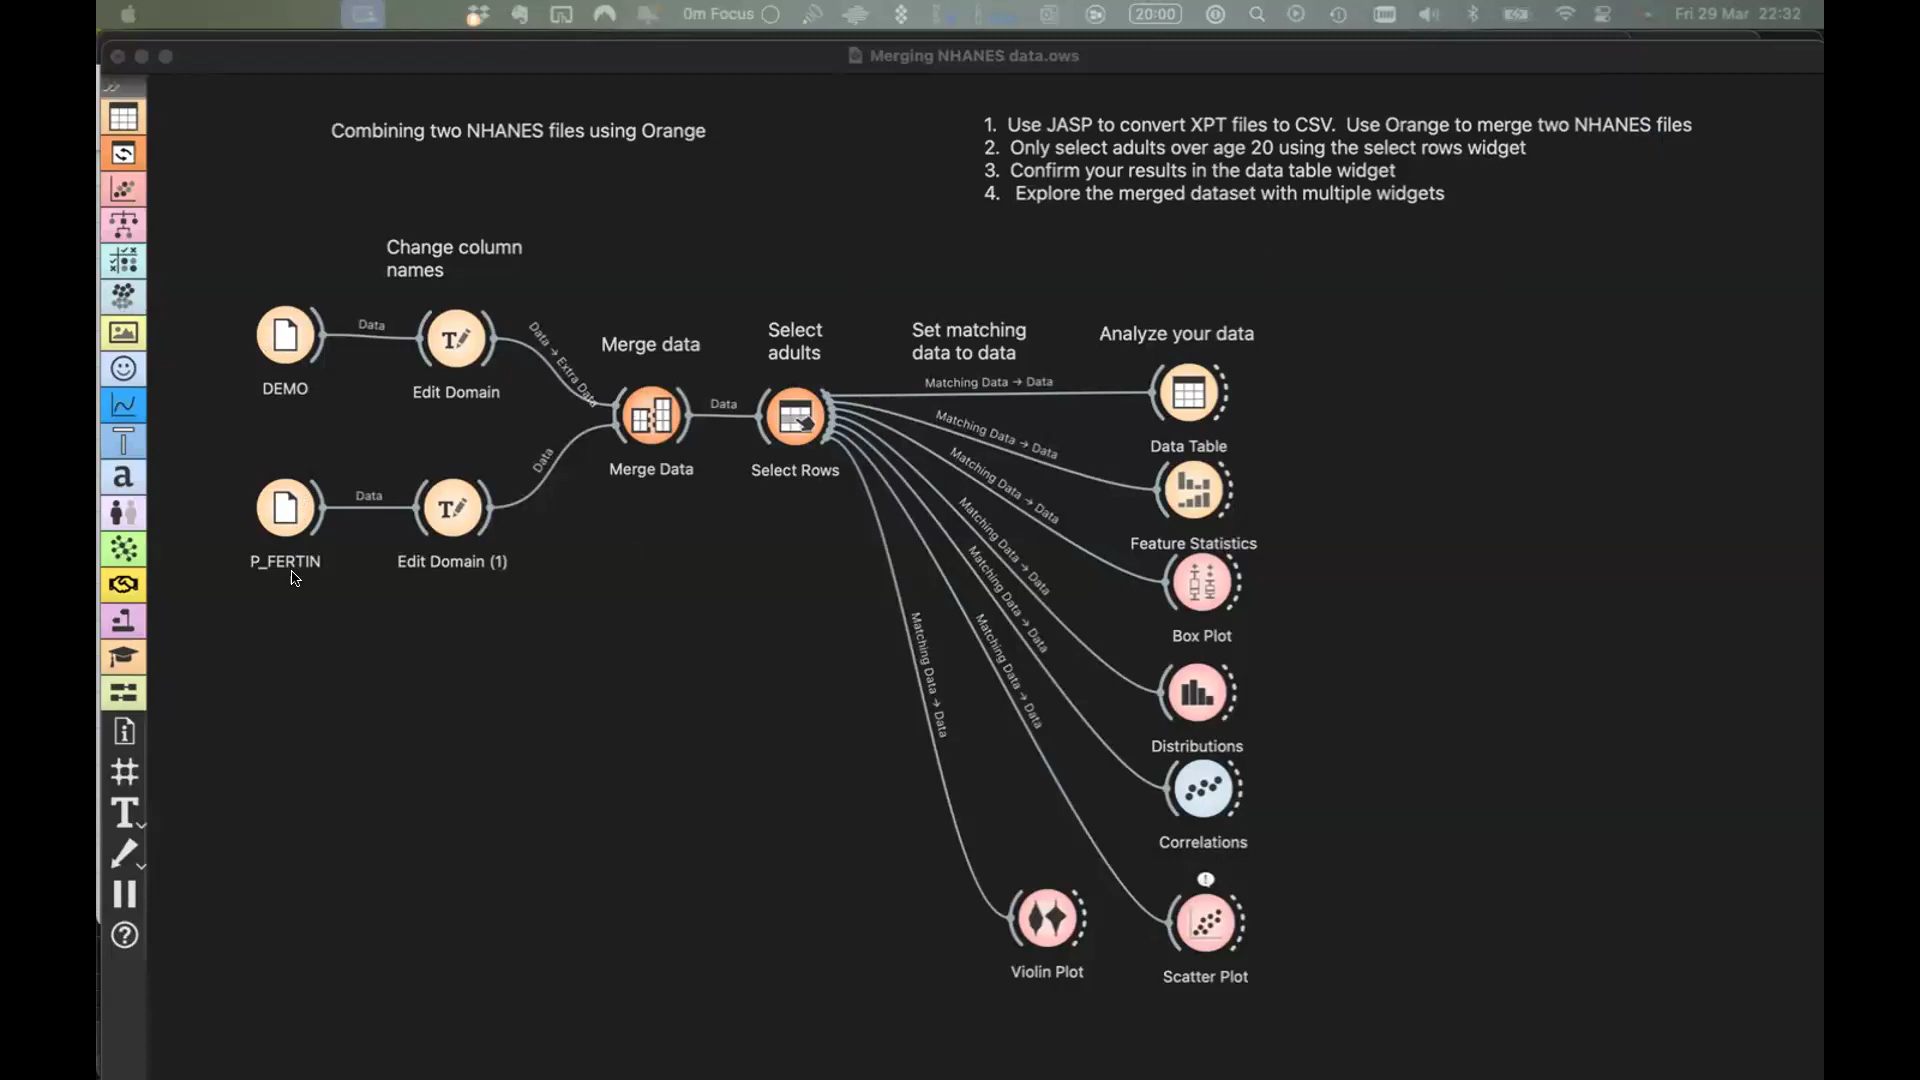 0m Focus
20:00
Fri 29 Mar 22:32
Merging NHANES data.ows
Combining two NHANES files using Orange
1. Use JASP to convert XPT files to CSV. Use Orange to merge two NHANES files
2. Only select adults over age 20 using the select rows widget
3. Confirm your results in the data table widget
4. Explore the merged dataset with multiple widgets
Change column
names
Data
DEMO
Edit Domain
Data → Extra Data
Data
P_FERTIN
Edit Domain (1)
Data
Merge data
Merge Data
Data
Select
adults
Select Rows
Set matching
data to data
Analyze your data
Matching Data → Data
Data Table
Matching Data → Data
Feature Statistics
Matching Data → Data
Box Plot
Matching Data → Data
Distributions
Matching Data → Data
Correlations
Matching Data → Data
Scatter Plot
Matching Data → Data
Violin Plot
a
T